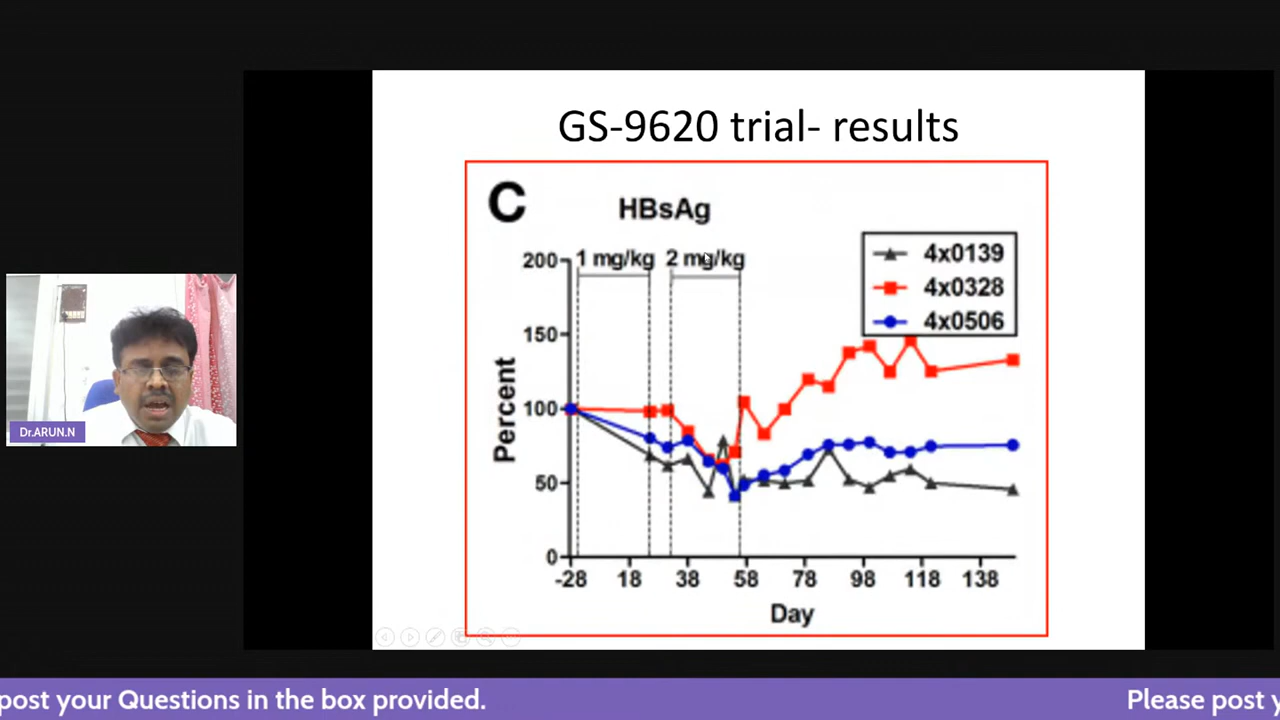 GS-9620 trial- results
C
HBsAg
1 mg/kg 2 mg/kg
4x0139
4x0328
4x0506
200
150
100
50
0
Percent
-28 18 38 58 78 98 118 138
Day
Dr.ARUN.N
post your Questions in the box provided.
Please post y